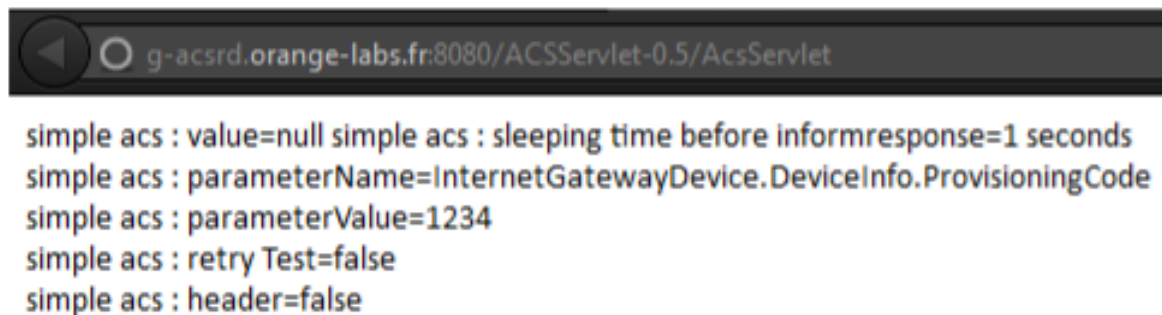 g-acsrd.orange-labs.fr:8080/ACSServlet-0.5/AcsServlet
simple acs : value=null simple acs : sleeping time before informresponse=1 seconds
simple acs : parameterName=InternetGatewayDevice.DeviceInfo.ProvisioningCode
simple acs : parameterValue=1234
simple acs : retry Test=false
simple acs : header=false